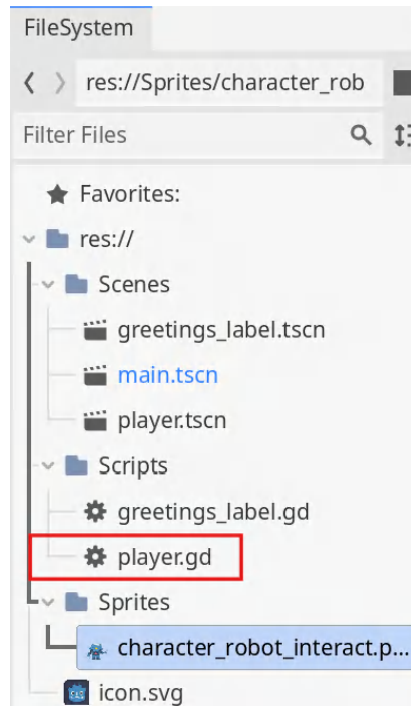 FileSystem
res://Sprites/character_rob
Filter Files
Favorites:
res://
Scenes
greetings_label.tscn
main.tscn
player.tscn
Scripts
greetings_label.gd
player.gd
Sprites
character_robot_interact.p...
icon.svg